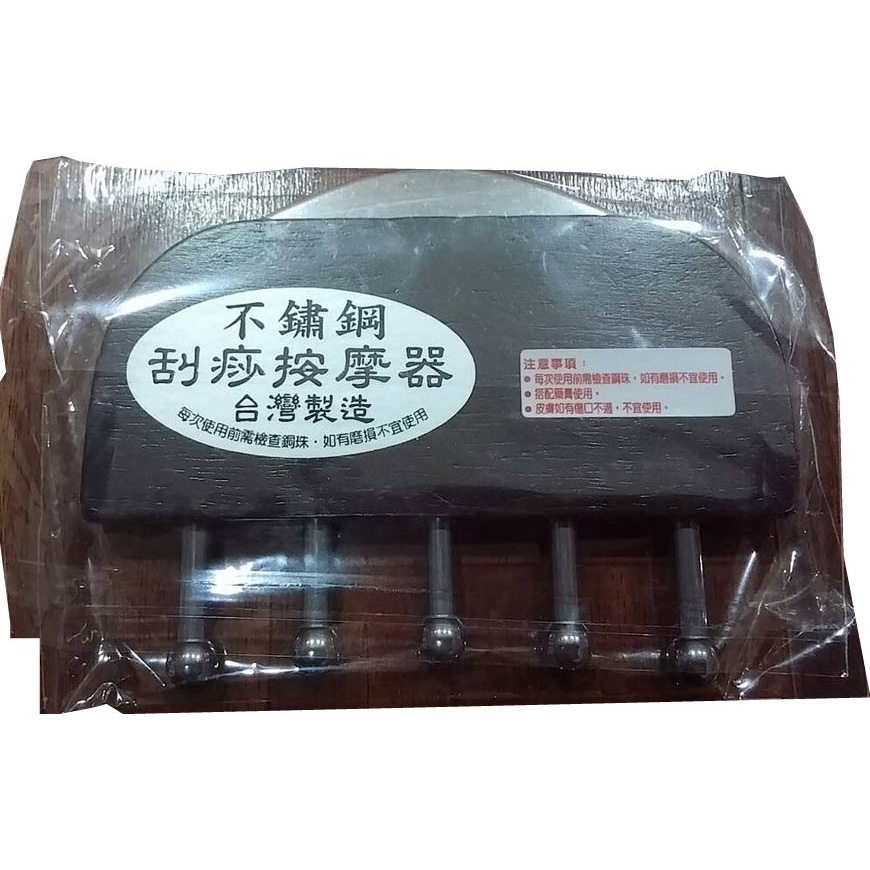 不鏽鋼
刮痧按摩器
台灣製造
每次使用前需檢查鋼珠，如有磨損不宜使用
注意事項：
● 每次使用前需檢查鋼珠，如有磨損不宜使用。
● 搭配藥膏使用。
● 皮膚如有傷口不適，不宜使用。